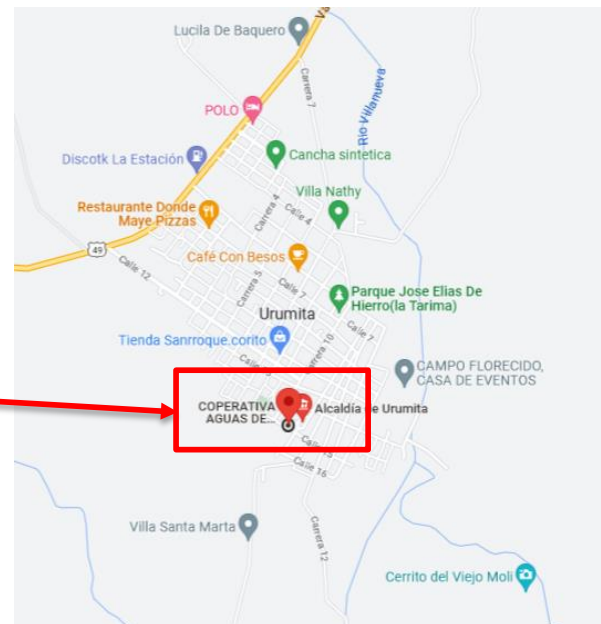 Lucila De Baquero
Va
Carrera 7
Rio Villanueva
POLO
Discotk La Estación
Cancha sintetica
Villa Nathy
Restaurante Donde
Maye Pizzas
Carrera 4
Calle 4
49
Café Con Besos
Calle 12
Carrera 5
Calle 7
Parque Jose Elias De
Hierro(la Tarima)
Urumita
Calle 7
Tienda Sanrroque.corito
Carrera 10
CAMPO FLORECIDO,
CASA DE EVENTOS
COPERATIVA
AGUAS DE...
Alcaldía de Urumita
Calle 15
Calle 16
Villa Santa Marta
Carrera 12
Cerrito del Viejo Moli